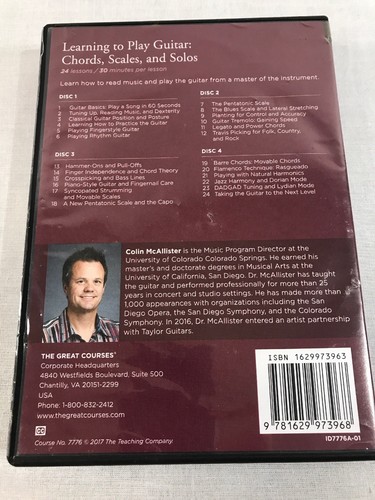 Learning to Play Guitar:
Chords, Scales, and Solos
24 lessons / 30 minutes per lesson
Learn how to read music and play the guitar from a master of the instrument.
DISC 1
1 Guitar Basics: Play a Song in 60 Seconds
2 Tuning Up, Reading Music, and Dexterity
3 Classical Guitar Position and Posture
4 Learning How to Practice the Guitar
5 Playing Fingerstyle Guitar
6 Playing Rhythm Guitar
DISC 2
7 The Pentatonic Scale
8 The Blues Scale and Lateral Stretching
9 Planting for Control and Accuracy
10 Guitar Tremolo: Gaining Speed
11 Legato and Power Chords
12 Travis Picking for Folk, Country,
and Rock
DISC 3
13 Hammer-Ons and Pull-Offs
14 Finger Independence and Chord Theory
15 Crosspicking and Bass Lines
16 Piano-Style Guitar and Fingernail Care
17 Syncopated Strumming
and Movable Scales
18 A New Pentatonic Scale and the Capo
DISC 4
19 Barre Chords: Movable Chords
20 Flamenco Technique: Rasgueado
21 Playing with Natural Harmonics
22 Jazz Harmony and Dorian Mode
23 DADGAD Tuning and Lydian Mode
24 Taking the Guitar to the Next Level
Colin McAllister is the Music Program Director at the
University of Colorado Colorado Springs. He earned his
master's and doctorate degrees in Musical Arts at the
University of California, San Diego. Dr. McAllister has taught
the guitar and performed professionally for more than 25
years in concert and studio settings. He has made more than
1,000 appearances with organizations including the San
Diego Opera, the San Diego Symphony, and the Colorado
Symphony. In 2016, Dr. McAllister entered an artist partnership
with Taylor Guitars.
THE GREAT COURSES™
Corporate Headquarters
4840 Westfields Boulevard, Suite 500
Chantilly, VA 20151-2299
USA
Phone: 1-800-832-2412
www.thegreatcourses.com
Course No. 7776 © 2017 The Teaching Company.
ISBN 1629973963
9 781629 973968
ID7776A-01